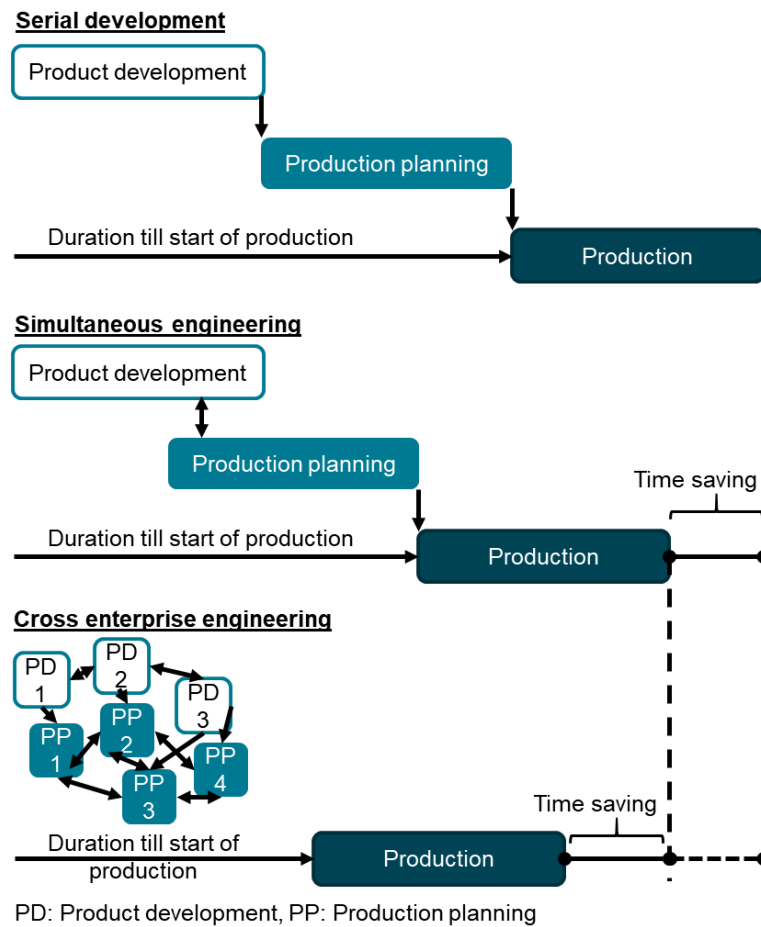 Serial development
Product development
Production planning
Duration till start of production
Production
Simultaneous engineering
Product development
Production planning
Time saving
Duration till start of production
Production
Cross enterprise engineering
PD
1
PD
2
PD
3
PP
1
PP
2
PP
3
PP
4
Time saving
Duration till start of
production
Production
PD: Product development, PP: Production planning